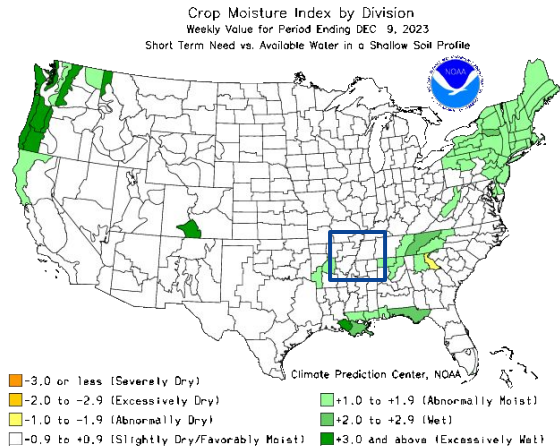 Crop Moisture Index by Division
Weekly Value for Period Ending DEC 9, 2023
Short Term Need vs. Available Water in a Shallow Soil Profile
NOAA
Climate Prediction Center, NOAA
-3.0 or less (Severely Dry)
-2.0 to -2.9 (Excessively Dry)
-1.0 to -1.9 (Abnormally Dry)
-0.9 to +0.9 (Slightly Dry/Favorably Moist)
+1.0 to +1.9 (Abnormally Moist)
+2.0 to +2.9 (Wet)
+3.0 and above (Excessively Wet)